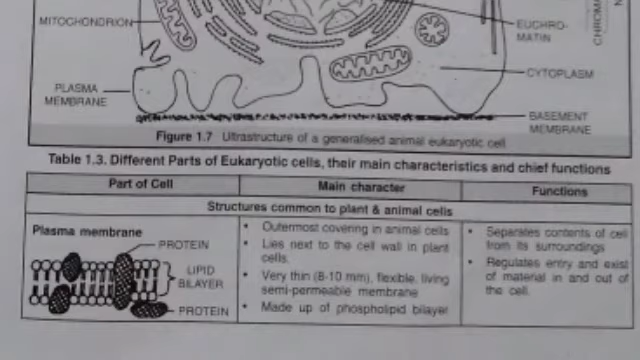 MITOCHONDRION
EUCHRO-
MATIN
CHROMA
CYTOPLASM
PLASMA
MEMBRANE
BASEMENT
MEMBRANE
Figure 1.7 Ultrastructure of a generalised animal eukaryotic cell
Table 1.3. Different Parts of Eukaryotic cells, their main characteristics and chief functions
Part of Cell Main character Functions
Structures common to plant & animal cells
Plasma membrane
PROTEIN
LIPID
BILAYER
PROTEIN
• Outermost covering in animal cells
• Lies next to the cell wall in plant
cells.
• Very thin (8-10 mm), flexible, living
semi-permeable membrane
• Made up of phospholipid bilayer
• Separates contents of cell
from its surroundings
• Regulates entry and exist
of material in and out of
the cell.